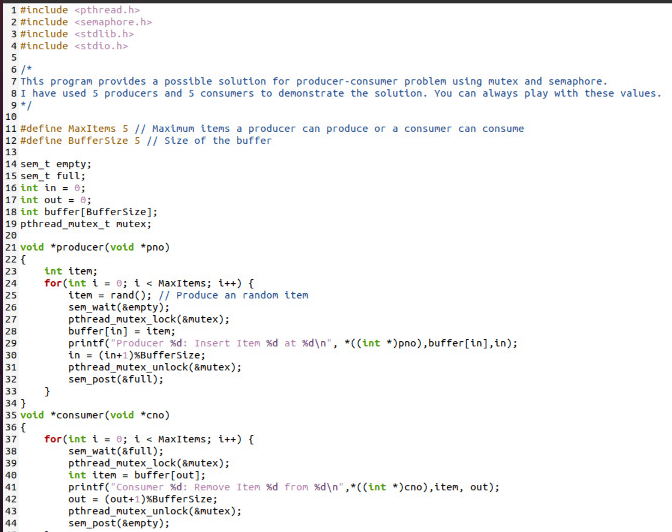 1 #include <pthread.h>
2 #include <semaphore.h>
3 #include <stdlib.h>
4 #include <stdio.h>
5
6 /*
7 This program provides a possible solution for producer-consumer problem using mutex and semaphore.
8 I have used 5 producers and 5 consumers to demonstrate the solution. You can always play with these values.
9 */
10
11 #define MaxItems 5 // Maximum items a producer can produce or a consumer can consume
12 #define BufferSize 5 // Size of the buffer
13
14 sem_t empty;
15 sem_t full;
16 int in = 0;
17 int out = 0;
18 int buffer[BufferSize];
19 pthread_mutex_t mutex;
20
21 void *producer(void *pno)
22 {
23     int item;
24     for(int i = 0; i < MaxItems; i++) {
25         item = rand(); // Produce an random item
26         sem_wait(&empty);
27         pthread_mutex_lock(&mutex);
28         buffer[in] = item;
29         printf("Producer %d: Insert Item %d at %d\n", *((int *)pno),buffer[in],in);
30         in = (in+1)%BufferSize;
31         pthread_mutex_unlock(&mutex);
32         sem_post(&full);
33     }
34 }
35 void *consumer(void *cno)
36 {
37     for(int i = 0; i < MaxItems; i++) {
38         sem_wait(&full);
39         pthread_mutex_lock(&mutex);
40         int item = buffer[out];
41         printf("Consumer %d: Remove Item %d from %d\n",*((int *)cno),item, out);
42         out = (out+1)%BufferSize;
43         pthread_mutex_unlock(&mutex);
44         sem_post(&empty);